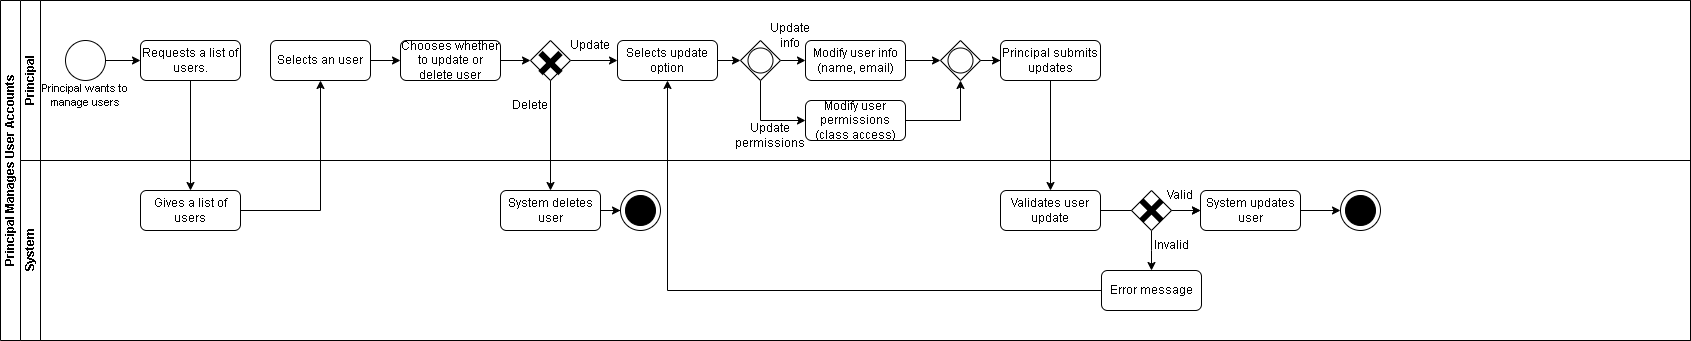 Principal Manages User Accounts
Principal
System
Principal wants to
manage users
Requests a list of
users.
Gives a list of
users
Selects an user
Chooses whether
to update or
delete user
Update
Delete
System deletes
user
Selects update
option
Update
info
Update
permissions
Modify user info
(name, email)
Modify user
permissions
(class access)
Principal submits
updates
Validates user
update
Valid
Invalid
System updates
user
Error message